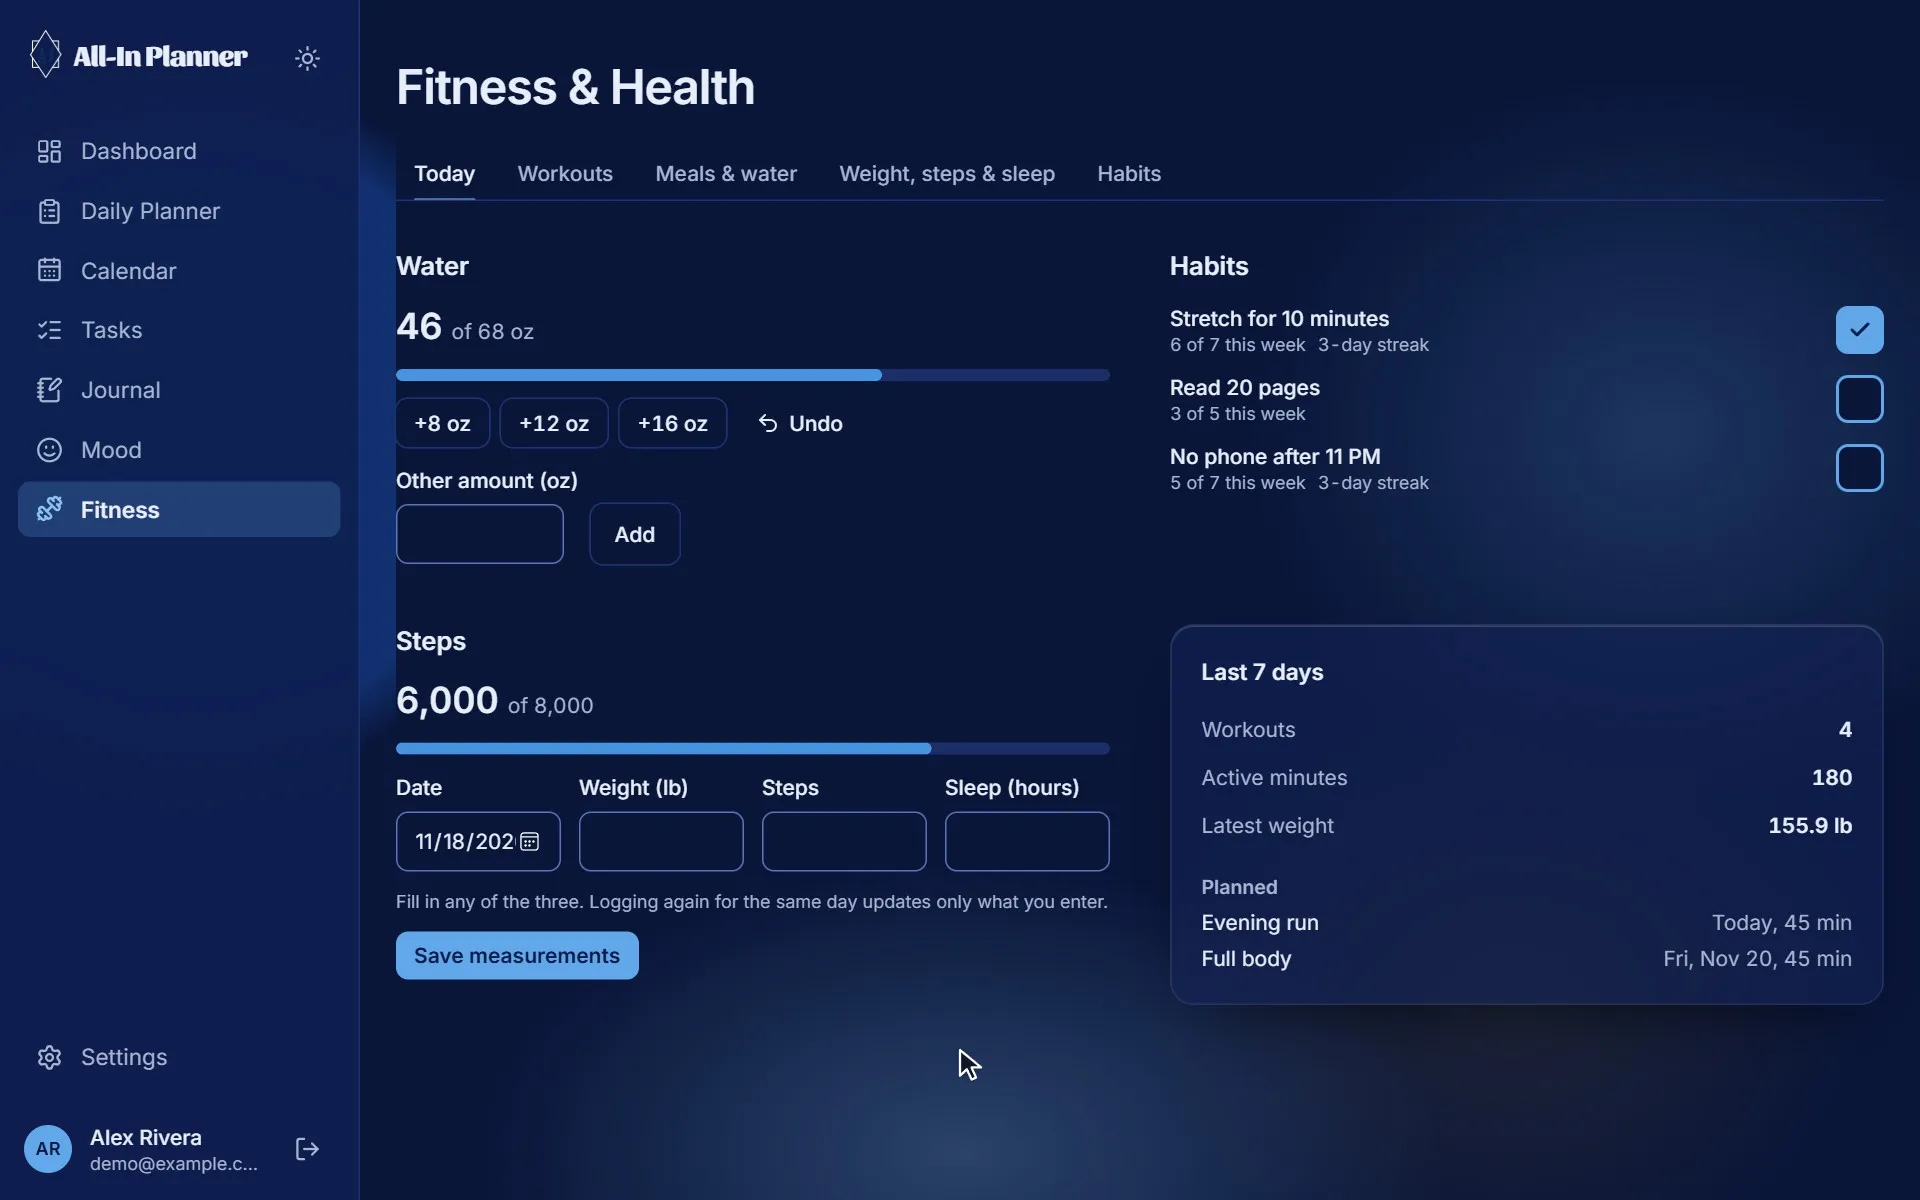 All-In Planner
Dashboard
Daily Planner
Calendar
Tasks
Journal
Mood
Fitness
Settings
AR
Alex Rivera
demo@example.c...
Fitness & Health
Today
Workouts
Meals & water
Weight, steps & sleep
Habits
Water
46 of 68 oz
+8 oz
+12 oz
+16 oz
Undo
Other amount (oz)
Add
Steps
6,000 of 8,000
Date
Weight (lb)
Steps
Sleep (hours)
11/18/202
Fill in any of the three. Logging again for the same day updates only what you enter.
Save measurements
Habits
Stretch for 10 minutes
6 of 7 this week 3-day streak
Read 20 pages
3 of 5 this week
No phone after 11 PM
5 of 7 this week 3-day streak
Last 7 days
Workouts 4
Active minutes 180
Latest weight 155.9 lb
Planned
Evening run Today, 45 min
Full body Fri, Nov 20, 45 min